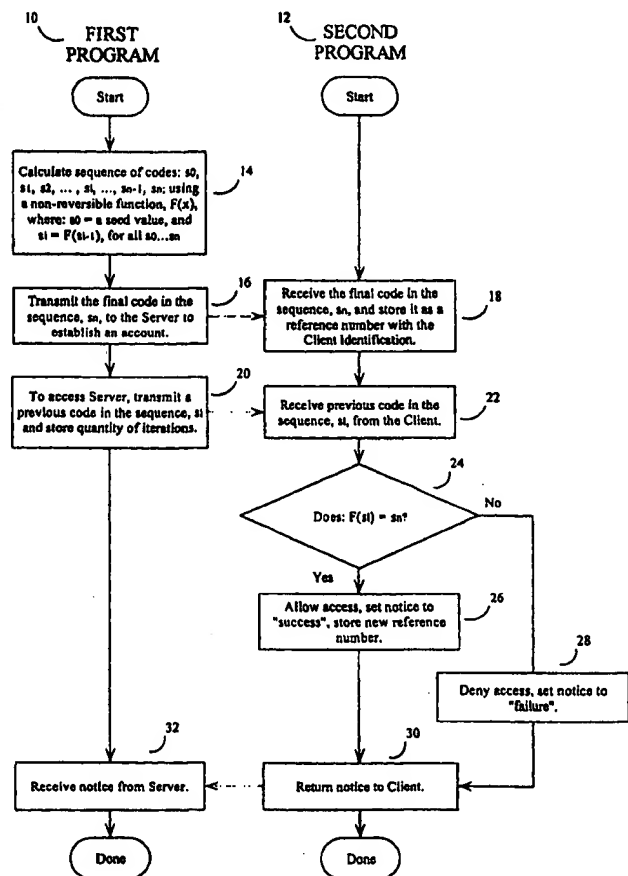 10
FIRST
PROGRAM
12
SECOND
PROGRAM
Start
Start
14
Calculate sequence of codes: s0,
s1, s2, ... , si, ..., sn-1, sn; using
a non-reversible function, F(x),
where: s0 = a seed value, and
si = F(si-1), for all s0...sn
16
Transmit the final code in the
sequence, sn, to the Server to
establish an account.
18
Receive the final code in the
sequence, sn, and store it as a
reference number with the
Client Identification.
20
To access Server, transmit a
previous code in the sequence, si
and store quantity of iterations.
22
Receive previous code in the
sequence, si, from the Client.
24
Does: F(si) = sn?
No
Yes
26
Allow access, set notice to
"success", store new reference
number.
28
Deny access, set notice to
"failure".
32
Receive notice from Server.
30
Return notice to Client.
Done
Done